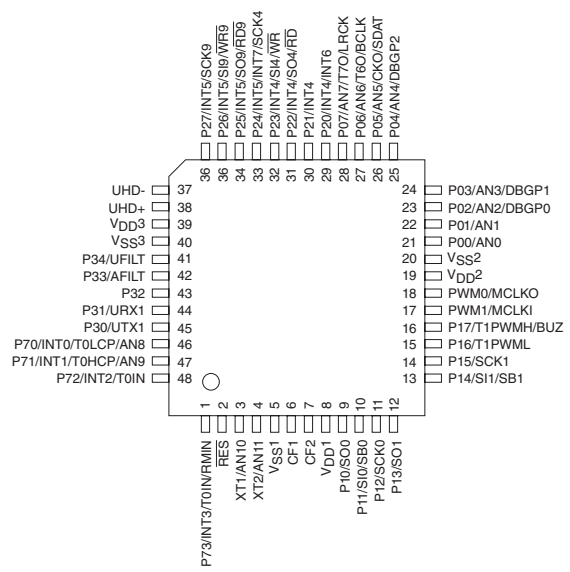 P27/INT5/SCK9
P26/INT5/SI9/WR9
P25/INT5/SO9/RD9
P24/INT5/INT7/SCK4
P23/INT4/SI4/WR
P22/INT4/SO4/RD
P21/INT4
P20/INT4/INT6
P07/AN7/T7O/LRCK
P06/AN6/T6O/BCLK
P05/AN5/CKO/SDAT
P04/AN4/DBGP2
36 36 34 33 32 31 30 29 28 27 26 25
UHD- 37
UHD+ 38
VDD3 39
VSS3 40
P34/UFILT 41
P33/AFILT 42
P32 43
P31/URX1 44
P30/UTX1 45
P70/INT0/T0LCP/AN8 46
P71/INT1/T0HCP/AN9 47
P72/INT2/T0IN 48
24 P03/AN3/DBGP1
23 P02/AN2/DBGP0
22 P01/AN1
21 P00/AN0
20 VSS2
19 VDD2
18 PWM0/MCLKO
17 PWM1/MCLKI
16 P17/T1PWMH/BUZ
15 P16/T1PWML
14 P15/SCK1
13 P14/SI1/SB1
1 2 3 4 5 6 7 8 9 10 11 12
P73/INT3/T0IN/RMIN
RES
XT1/AN10
XT2/AN11
VSS1
CF1
CF2
VDD1
P10/SO0
P11/SI0/SB0
P12/SCK0
P13/SO1